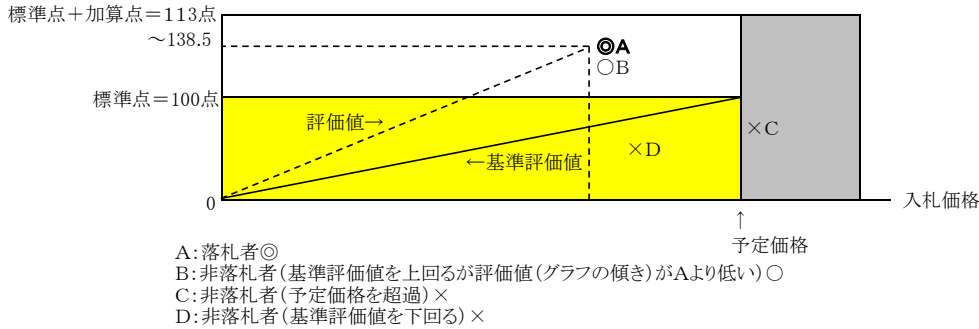 標準点＋加算点＝113点
～138.5
◎A
○B
標準点＝100点
評価値→
×C
×D
←基準評価値
0
入札価格
↑
予定価格
A:落札者◎
B:非落札者(基準評価値を上回るが評価値(グラフの傾き)がAより低い)○
C:非落札者(予定価格を超過)×
D:非落札者(基準評価値を下回る)×